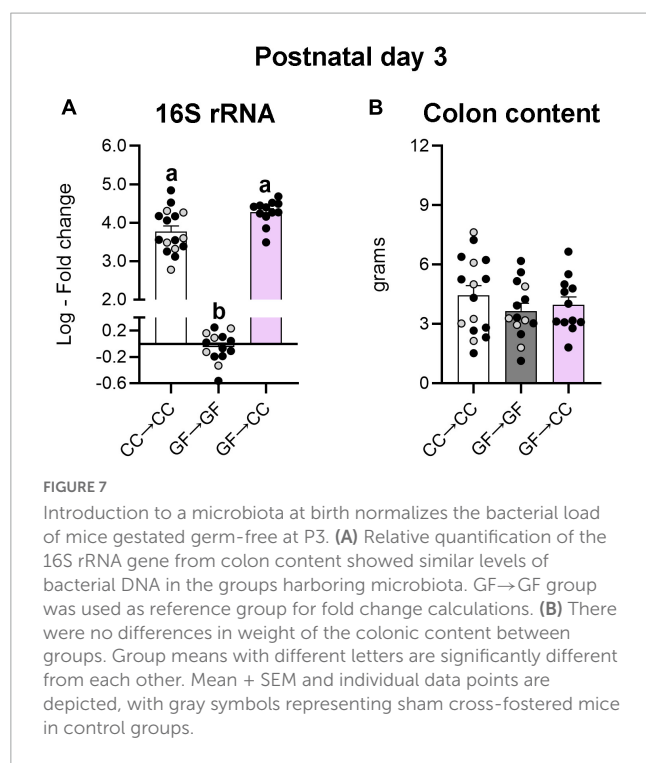 Postnatal day 3
A
16S rRNA
B
Colon content
Log - Fold change
6.0
5.0
4.0
3.0
2.0
0.2
-0.2
-0.6
a
b
a
CC→CC
GF→GF
GF→CC
grams
12
9
6
3
0
CC→CC
GF→GF
GF→CC
FIGURE 7
Introduction to a microbiota at birth normalizes the bacterial load
of mice gestated germ-free at P3. (A) Relative quantification of the
16S rRNA gene from colon content showed similar levels of
bacterial DNA in the groups harboring microbiota. GF→GF group
was used as reference group for fold change calculations. (B) There
were no differences in weight of the colonic content between
groups. Group means with different letters are significantly different
from each other. Mean + SEM and individual data points are
depicted, with gray symbols representing sham cross-fostered mice
in control groups.